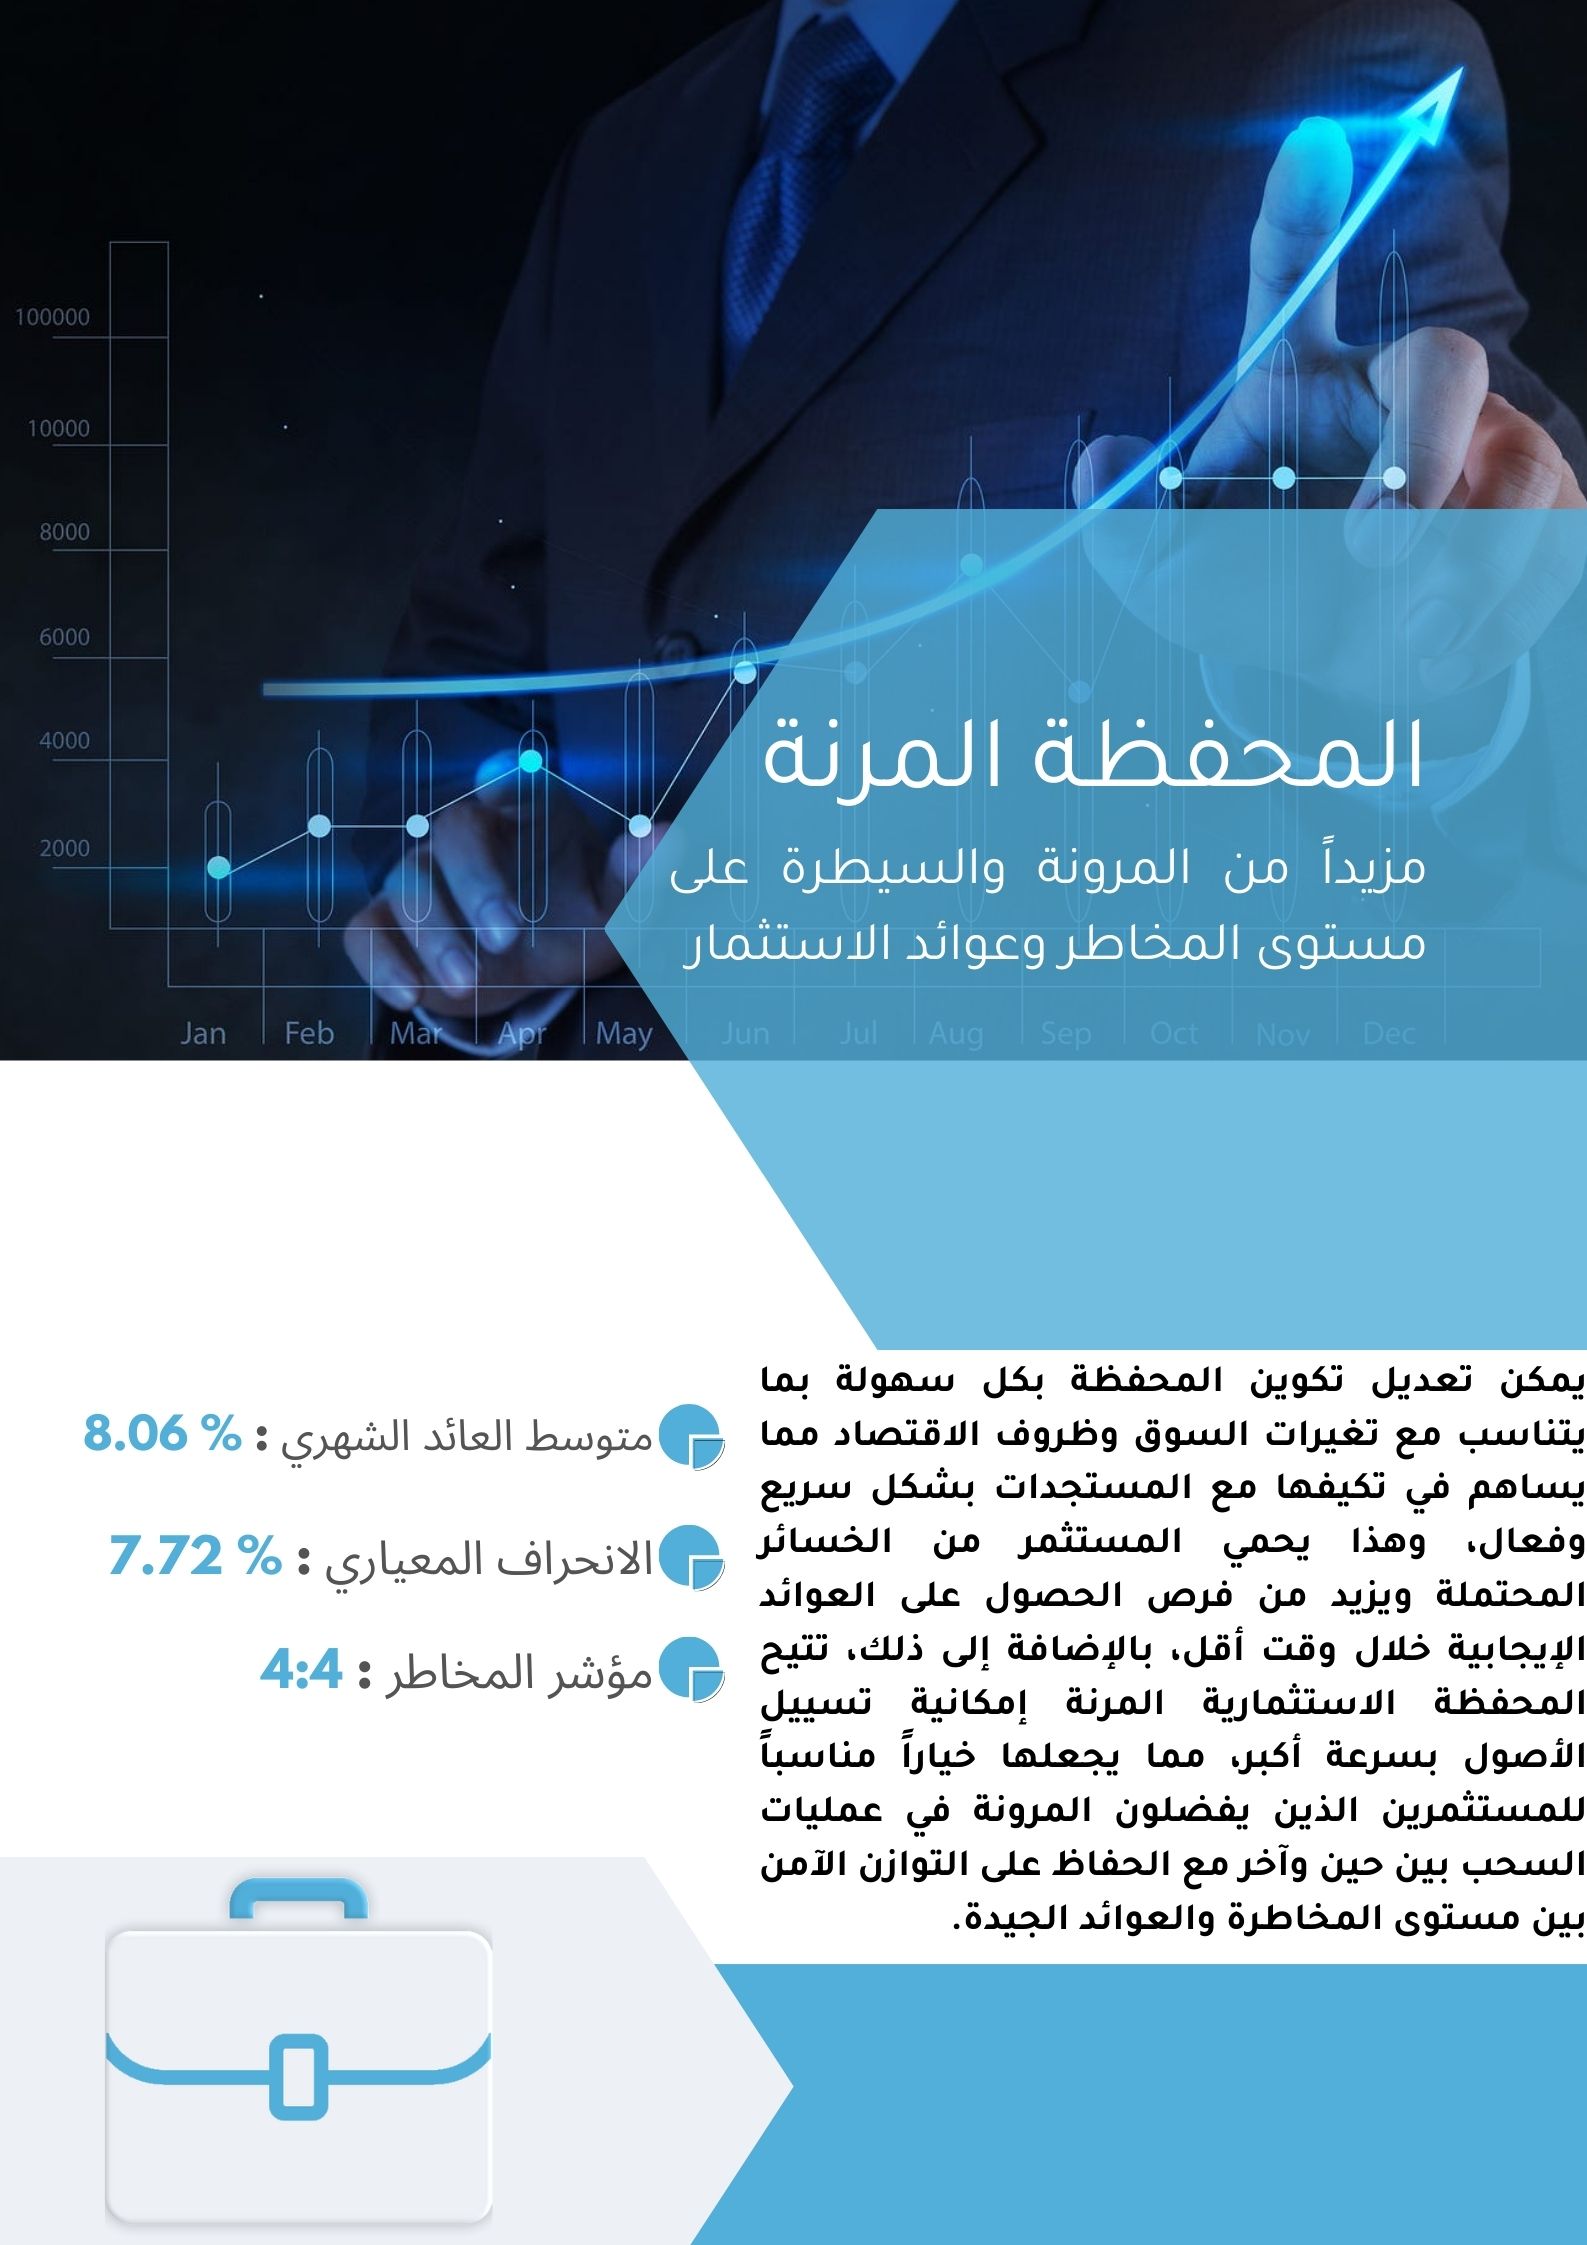 100000
10000
8000
6000
4000
2000
Jan Feb Mar Apr May Jun Jul Aug Sep Oct Nov Dec
المحفظة المرنة
مزيداً من المرونة والسيطرة على
مستوى المخاطر وعوائد الاستثمار
يمكن تعديل تكوين المحفظة بكل سهولة بما
يتناسب مع تغيرات السوق وظروف الاقتصاد مما
يساهم في تكيفها مع المستجدات بشكل سريع
وفعال، وهذا يحمي المستثمر من الخسائر
المحتملة ويزيد من فرص الحصول على العوائد
الإيجابية خلال وقت أقل، بالإضافة إلى ذلك، تتيح
المحفظة الاستثمارية المرنة إمكانية تسييل
الأصول بسرعة أكبر، مما يجعلها خياراً مناسباً
للمستثمرين الذين يفضلون المرونة في عمليات
السحب بين حين وآخر مع الحفاظ على التوازن الآمن
بين مستوى المخاطرة والعوائد الجيدة.
متوسط العائد الشهري : % 8.06
الانحراف المعياري : % 7.72
مؤشر المخاطر : 4:4